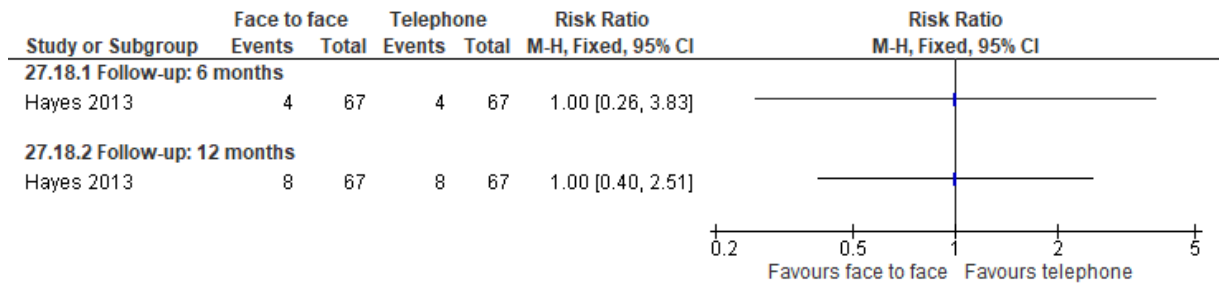 Face to face Telephone Risk Ratio Risk Ratio
Study or Subgroup Events Total Events Total M-H, Fixed, 95% CI M-H, Fixed, 95% CI
27.18.1 Follow-up: 6 months
Hayes 2013 4 67 4 67 1.00 [0.26, 3.83]
27.18.2 Follow-up: 12 months
Hayes 2013 8 67 8 67 1.00 [0.40, 2.51]
0.2 0.5 1 2 5
Favours face to face Favours telephone